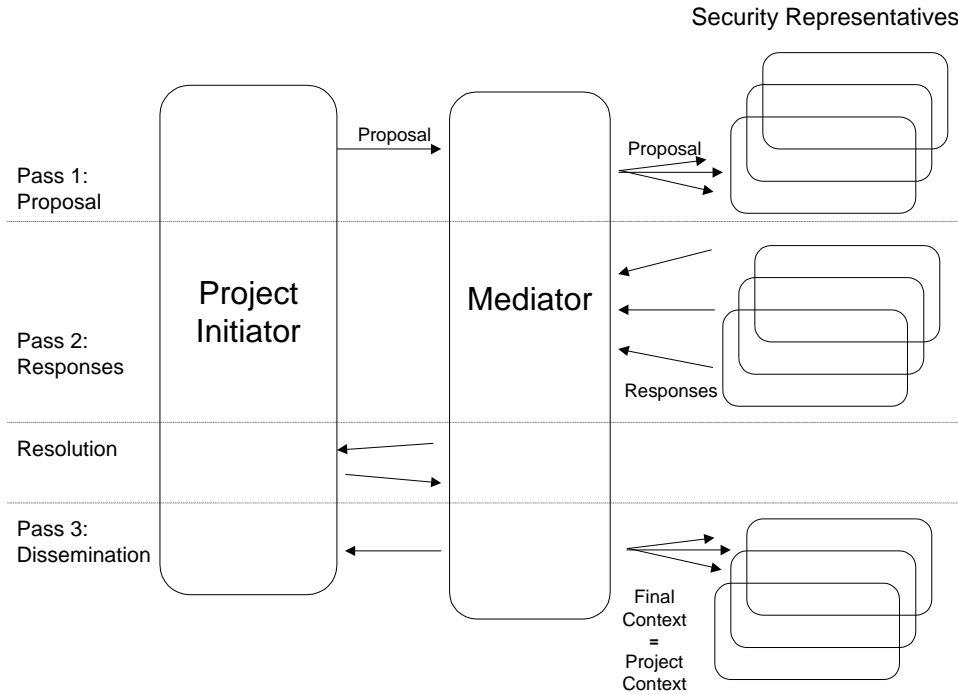 Security Representatives
Proposal
Proposal
Pass 1:
Proposal
Project
Initiator
Mediator
Pass 2:
Responses
Responses
Resolution
Pass 3:
Dissemination
Final
Context
=
Project
Context